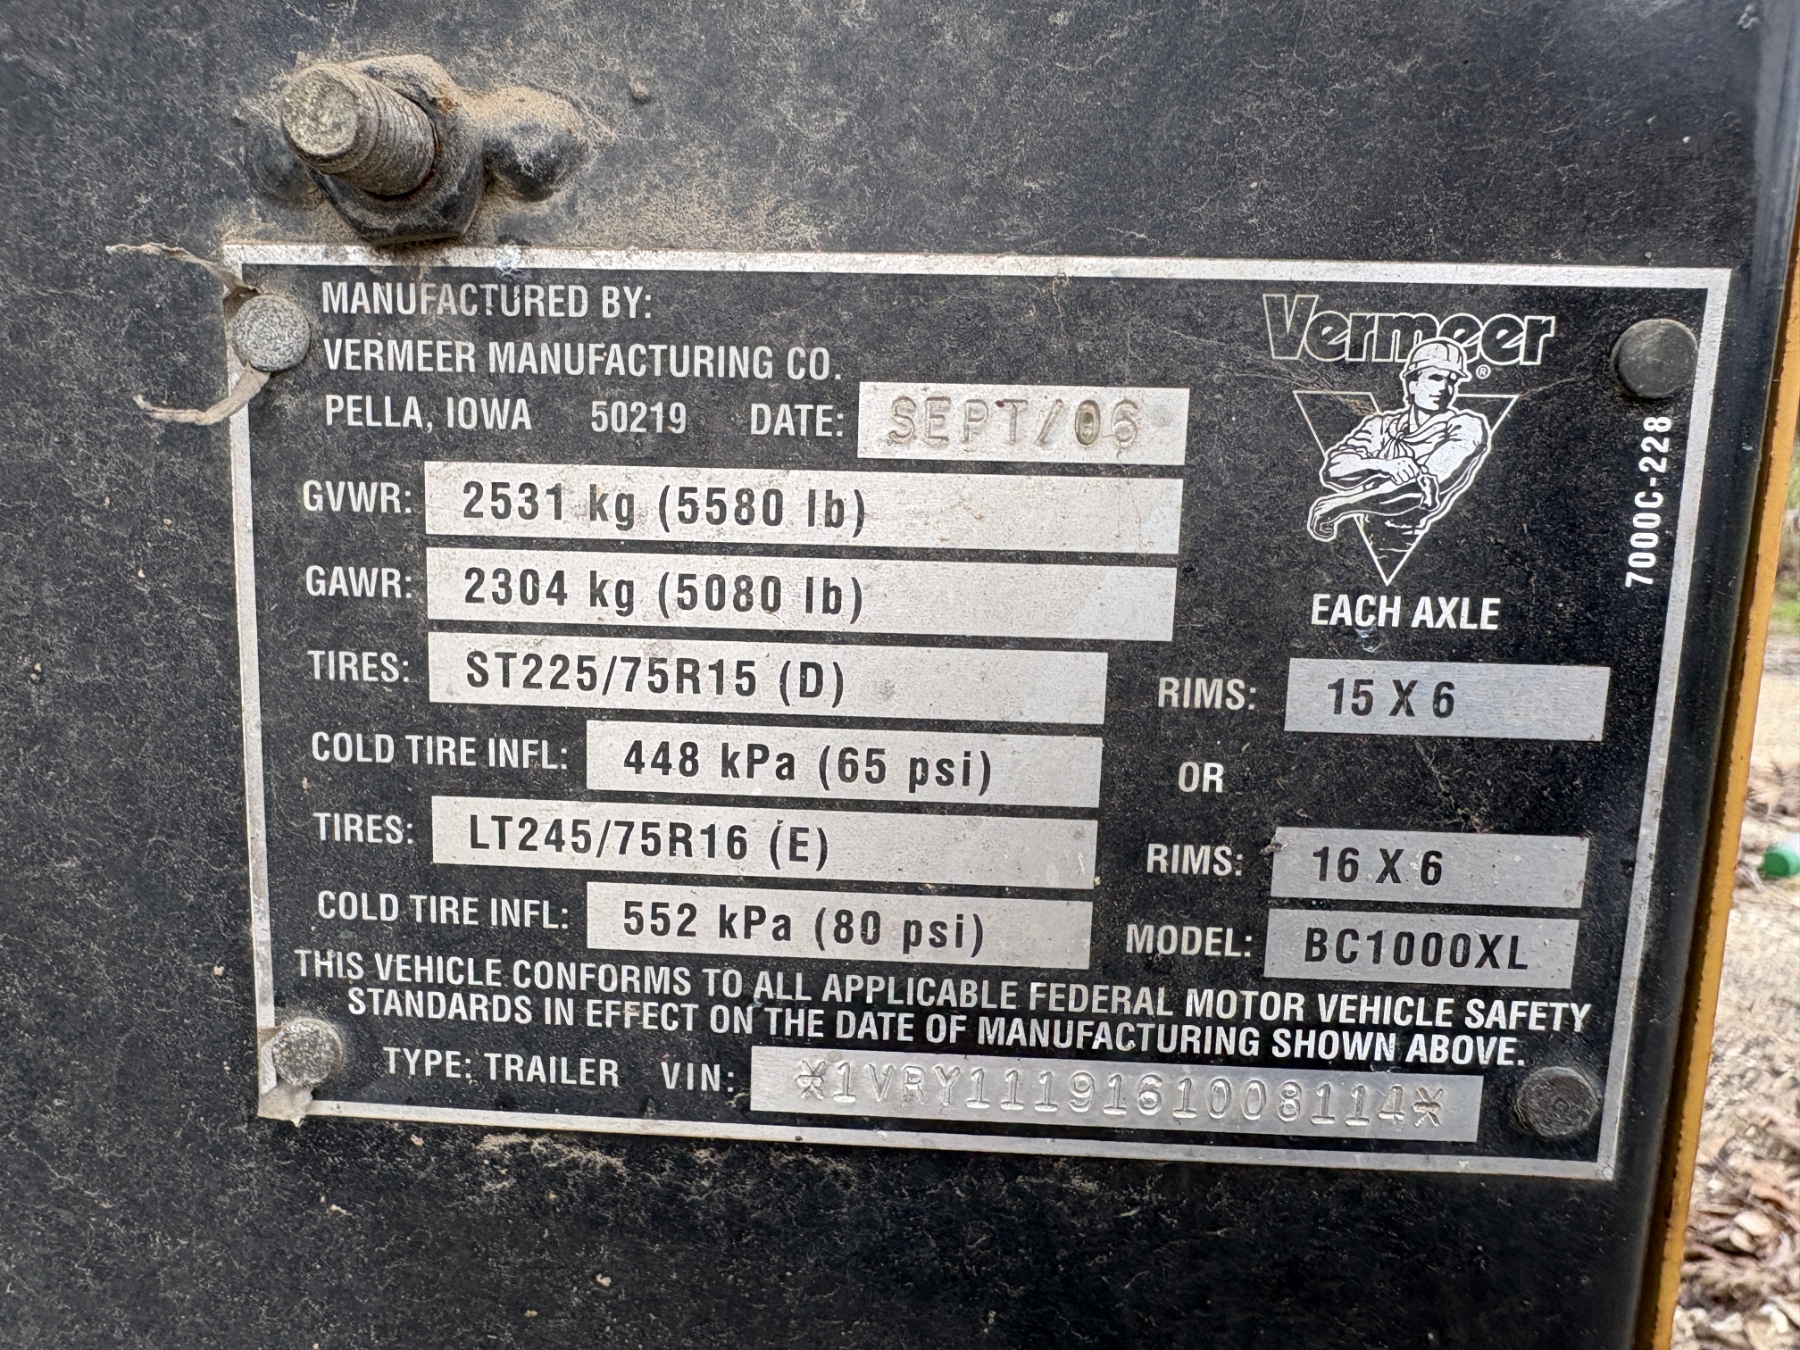 MANUFACTURED BY:
VERMEER MANUFACTURING CO.
PELLA, IOWA 50219 DATE: SEPT/06
Vermeer®
GVWR: 2531 kg (5580 lb)
GAWR: 2304 kg (5080 lb)
EACH AXLE
7000C-228
TIRES: ST225/75R15 (D) RIMS: 15 X 6
COLD TIRE INFL: 448 kPa (65 psi) OR
TIRES: LT245/75R16 (E) RIMS: 16 X 6
COLD TIRE INFL: 552 kPa (80 psi) MODEL: BC1000XL
THIS VEHICLE CONFORMS TO ALL APPLICABLE FEDERAL MOTOR VEHICLE SAFETY
STANDARDS IN EFFECT ON THE DATE OF MANUFACTURING SHOWN ABOVE.
TYPE: TRAILER VIN: *1VRY1119161008114*